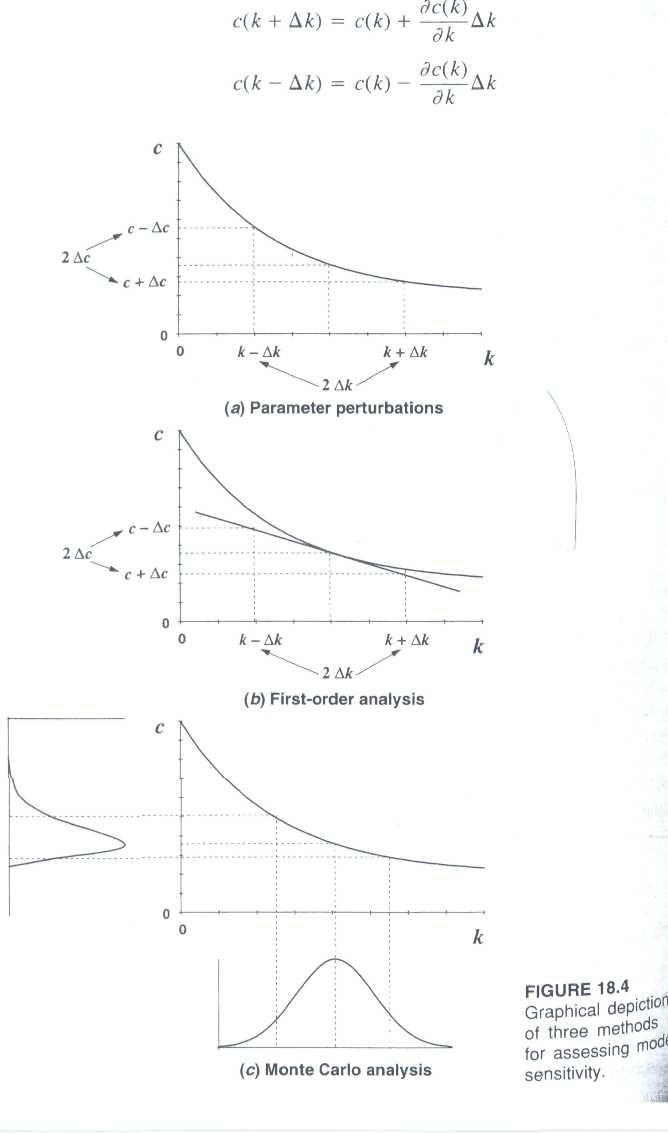 c(k + Δk) = c(k) + ∂c(k)/∂k Δk
c(k − Δk) = c(k) − ∂c(k)/∂k Δk
c
c − Δc
2 Δc
c + Δc
0
0
k − Δk
k + Δk
k
2 Δk
(a) Parameter perturbations
c
c − Δc
2 Δc
c + Δc
0
0
k − Δk
k + Δk
k
2 Δk
(b) First-order analysis
c
0
0
k
(c) Monte Carlo analysis
FIGURE 18.4
Graphical depiction
of three methods
for assessing mode
sensitivity.